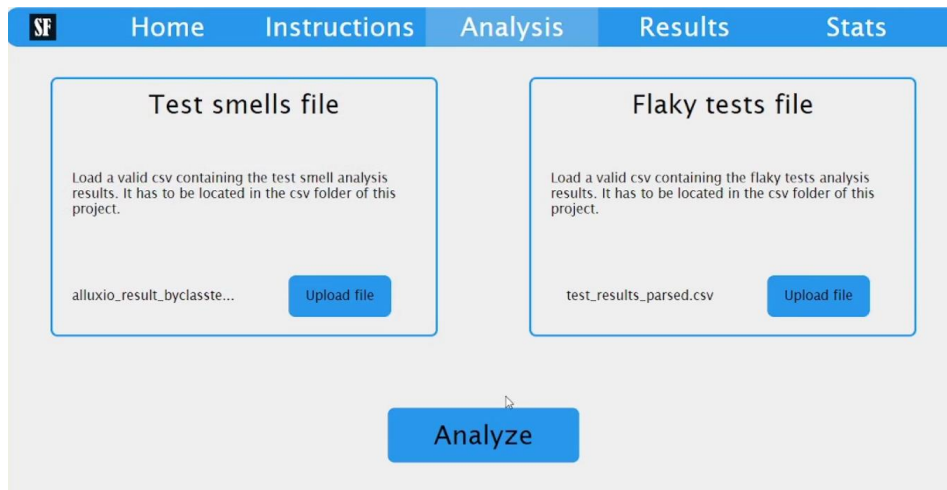 SF Home Instructions Analysis Results Stats
Test smells file
Load a valid csv containing the test smell analysis
results. It has to be located in the csv folder of this
project.
alluxio_result_byclasste... Upload file
Flaky tests file
Load a valid csv containing the flaky tests analysis
results. It has to be located in the csv folder of this
project.
test_results_parsed.csv Upload file
Analyze